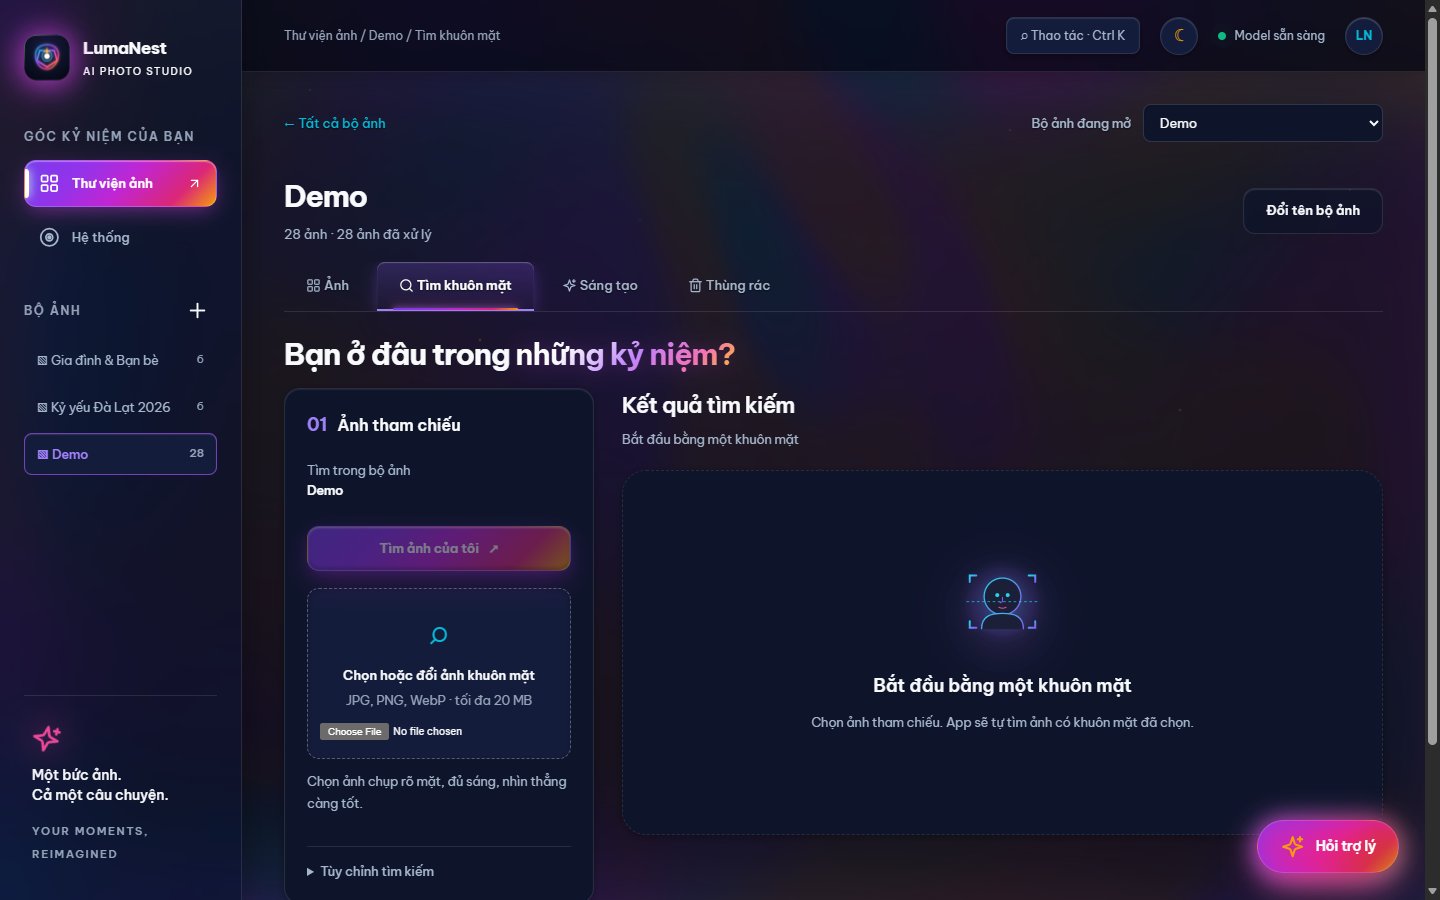 LumaNest
AI PHOTO STUDIO
GÓC KỶ NIỆM CỦA BẠN
Thư viện ảnh
Hệ thống
BỘ ẢNH
Gia đình & Bạn bè 6
Kỷ yếu Đà Lạt 2026 6
Demo 28
Một bức ảnh.
Cả một câu chuyện.
YOUR MOMENTS,
REIMAGINED
Thư viện ảnh / Demo / Tìm khuôn mặt
Thao tác · Ctrl K
Model sẵn sàng
LN
← Tất cả bộ ảnh
Bộ ảnh đang mở
Demo
Demo
28 ảnh · 28 ảnh đã xử lý
Đổi tên bộ ảnh
Ảnh
Tìm khuôn mặt
Sáng tạo
Thùng rác
Bạn ở đâu trong những kỷ niệm?
01 Ảnh tham chiếu
Tìm trong bộ ảnh
Demo
Tìm ảnh của tôi ↗
Chọn hoặc đổi ảnh khuôn mặt
JPG, PNG, WebP · tối đa 20 MB
Choose File No file chosen
Chọn ảnh chụp rõ mặt, đủ sáng, nhìn thẳng
càng tốt.
Tùy chỉnh tìm kiếm
Kết quả tìm kiếm
Bắt đầu bằng một khuôn mặt
Bắt đầu bằng một khuôn mặt
Chọn ảnh tham chiếu. App sẽ tự tìm ảnh có khuôn mặt đã chọn.
Hỏi trợ lý